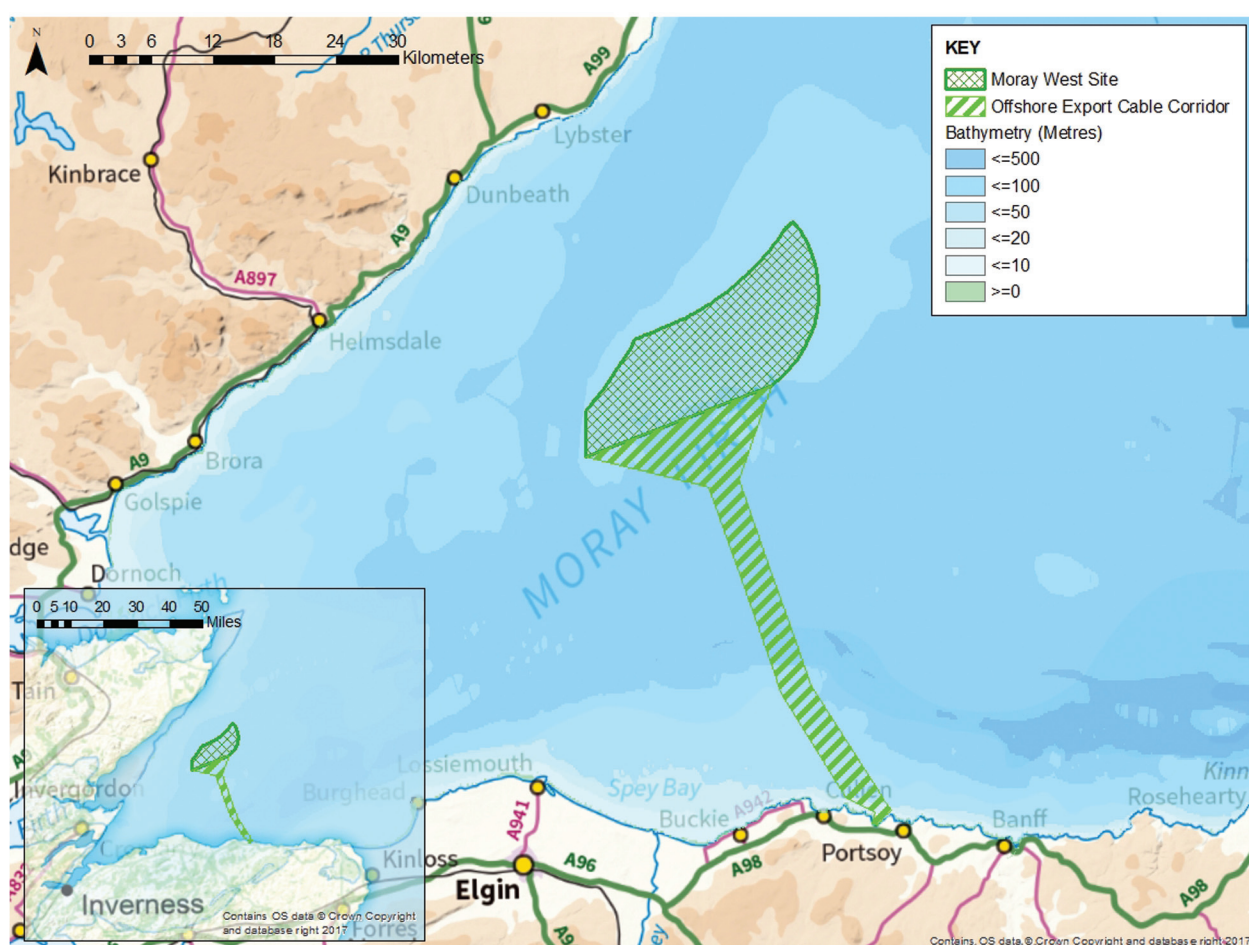 N
0 3 6 12 18 24 30
Kilometers
A99
Lybster
Kinbrace
Dunbeath
A9
A897
Helmsdale
A9
Brora
Golspie
Dornoch
MORAY
KEY
Moray West Site
Offshore Export Cable Corridor
Bathymetry (Metres)
<=500
<=100
<=50
<=20
<=10
>=0
0 5 10 20 30 40 50
Miles
Tain
Invergordon
Inverness
Contains OS data © Crown Copyright
and database right 2017
Lossiemouth
Burghead
Spey Bay
Buckie
A942
Cullen
Portsoy
Banff
Rosehearty
A941
Kinloss
A96
Elgin
A98
A98
Forres
Contains OS data © Crown Copyright and database right 2017